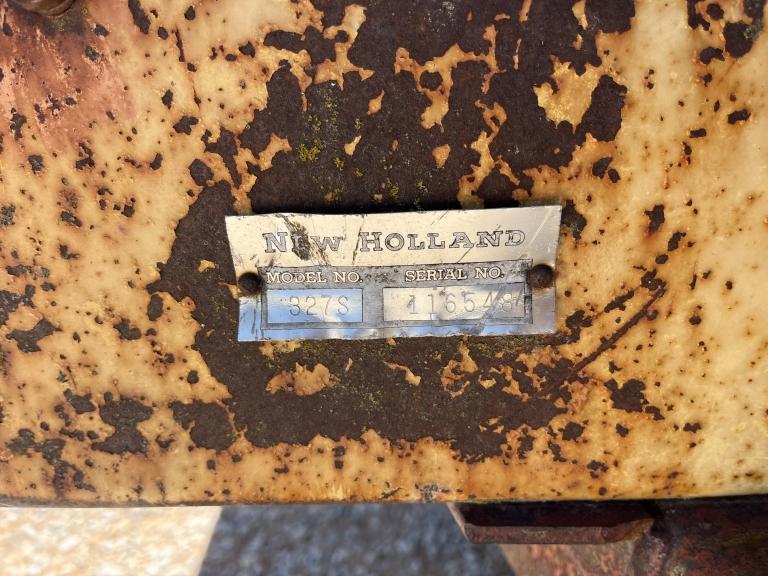 NEW HOLLAND
MODEL NO. SERIAL NO.
327S 116548